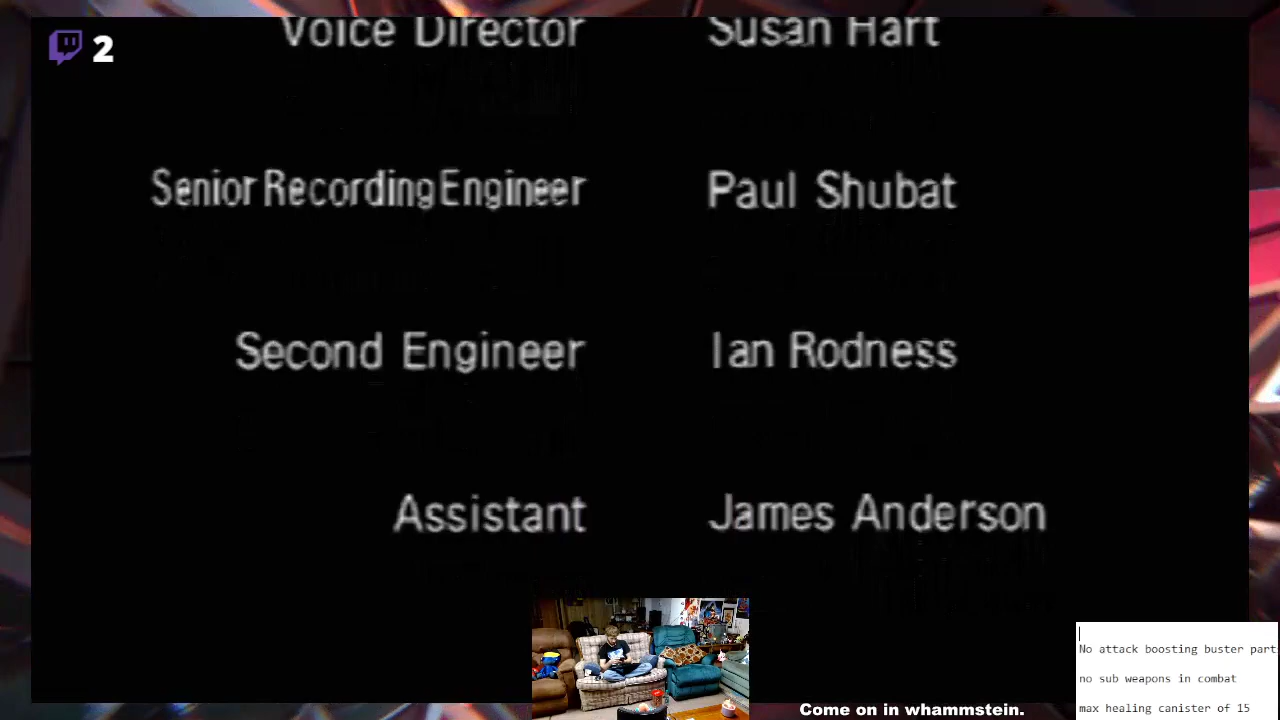 2
Voice Director Susan Hart
Senior Recording Engineer Paul Shubat
Second Engineer Ian Rodness
Assistant James Anderson
No attack boosting buster part
no sub weapons in combat
max healing canister of 15
Come on in whammstein.